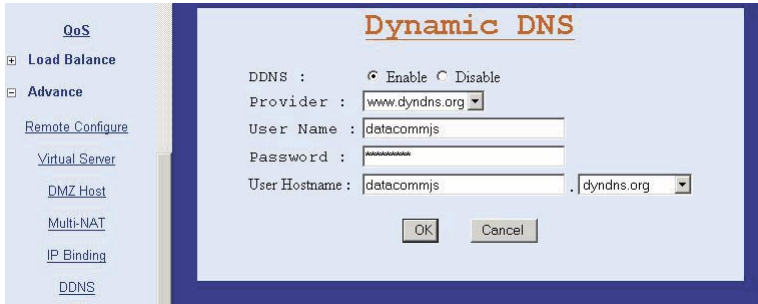 QoS
Load Balance
Advance
Remote Configure
Virtual Server
DMZ Host
Multi-NAT
IP Binding
DDNS
Dynamic DNS
DDNS : Enable Disable
Provider : www.dyndns.org
User Name : datacommjs
Password : *********
User Hostname : datacommjs . dyndns.org
OK Cancel